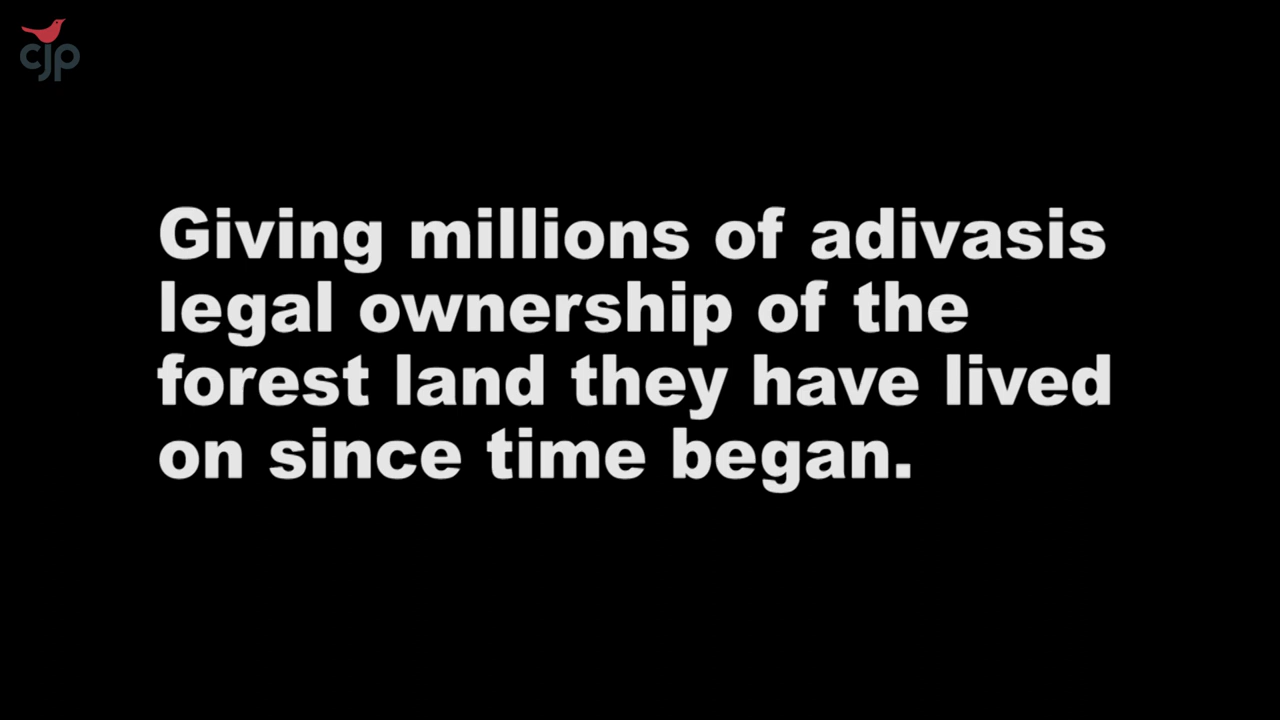 cjp
Giving millions of adivasis
legal ownership of the
forest land they have lived
on since time began.